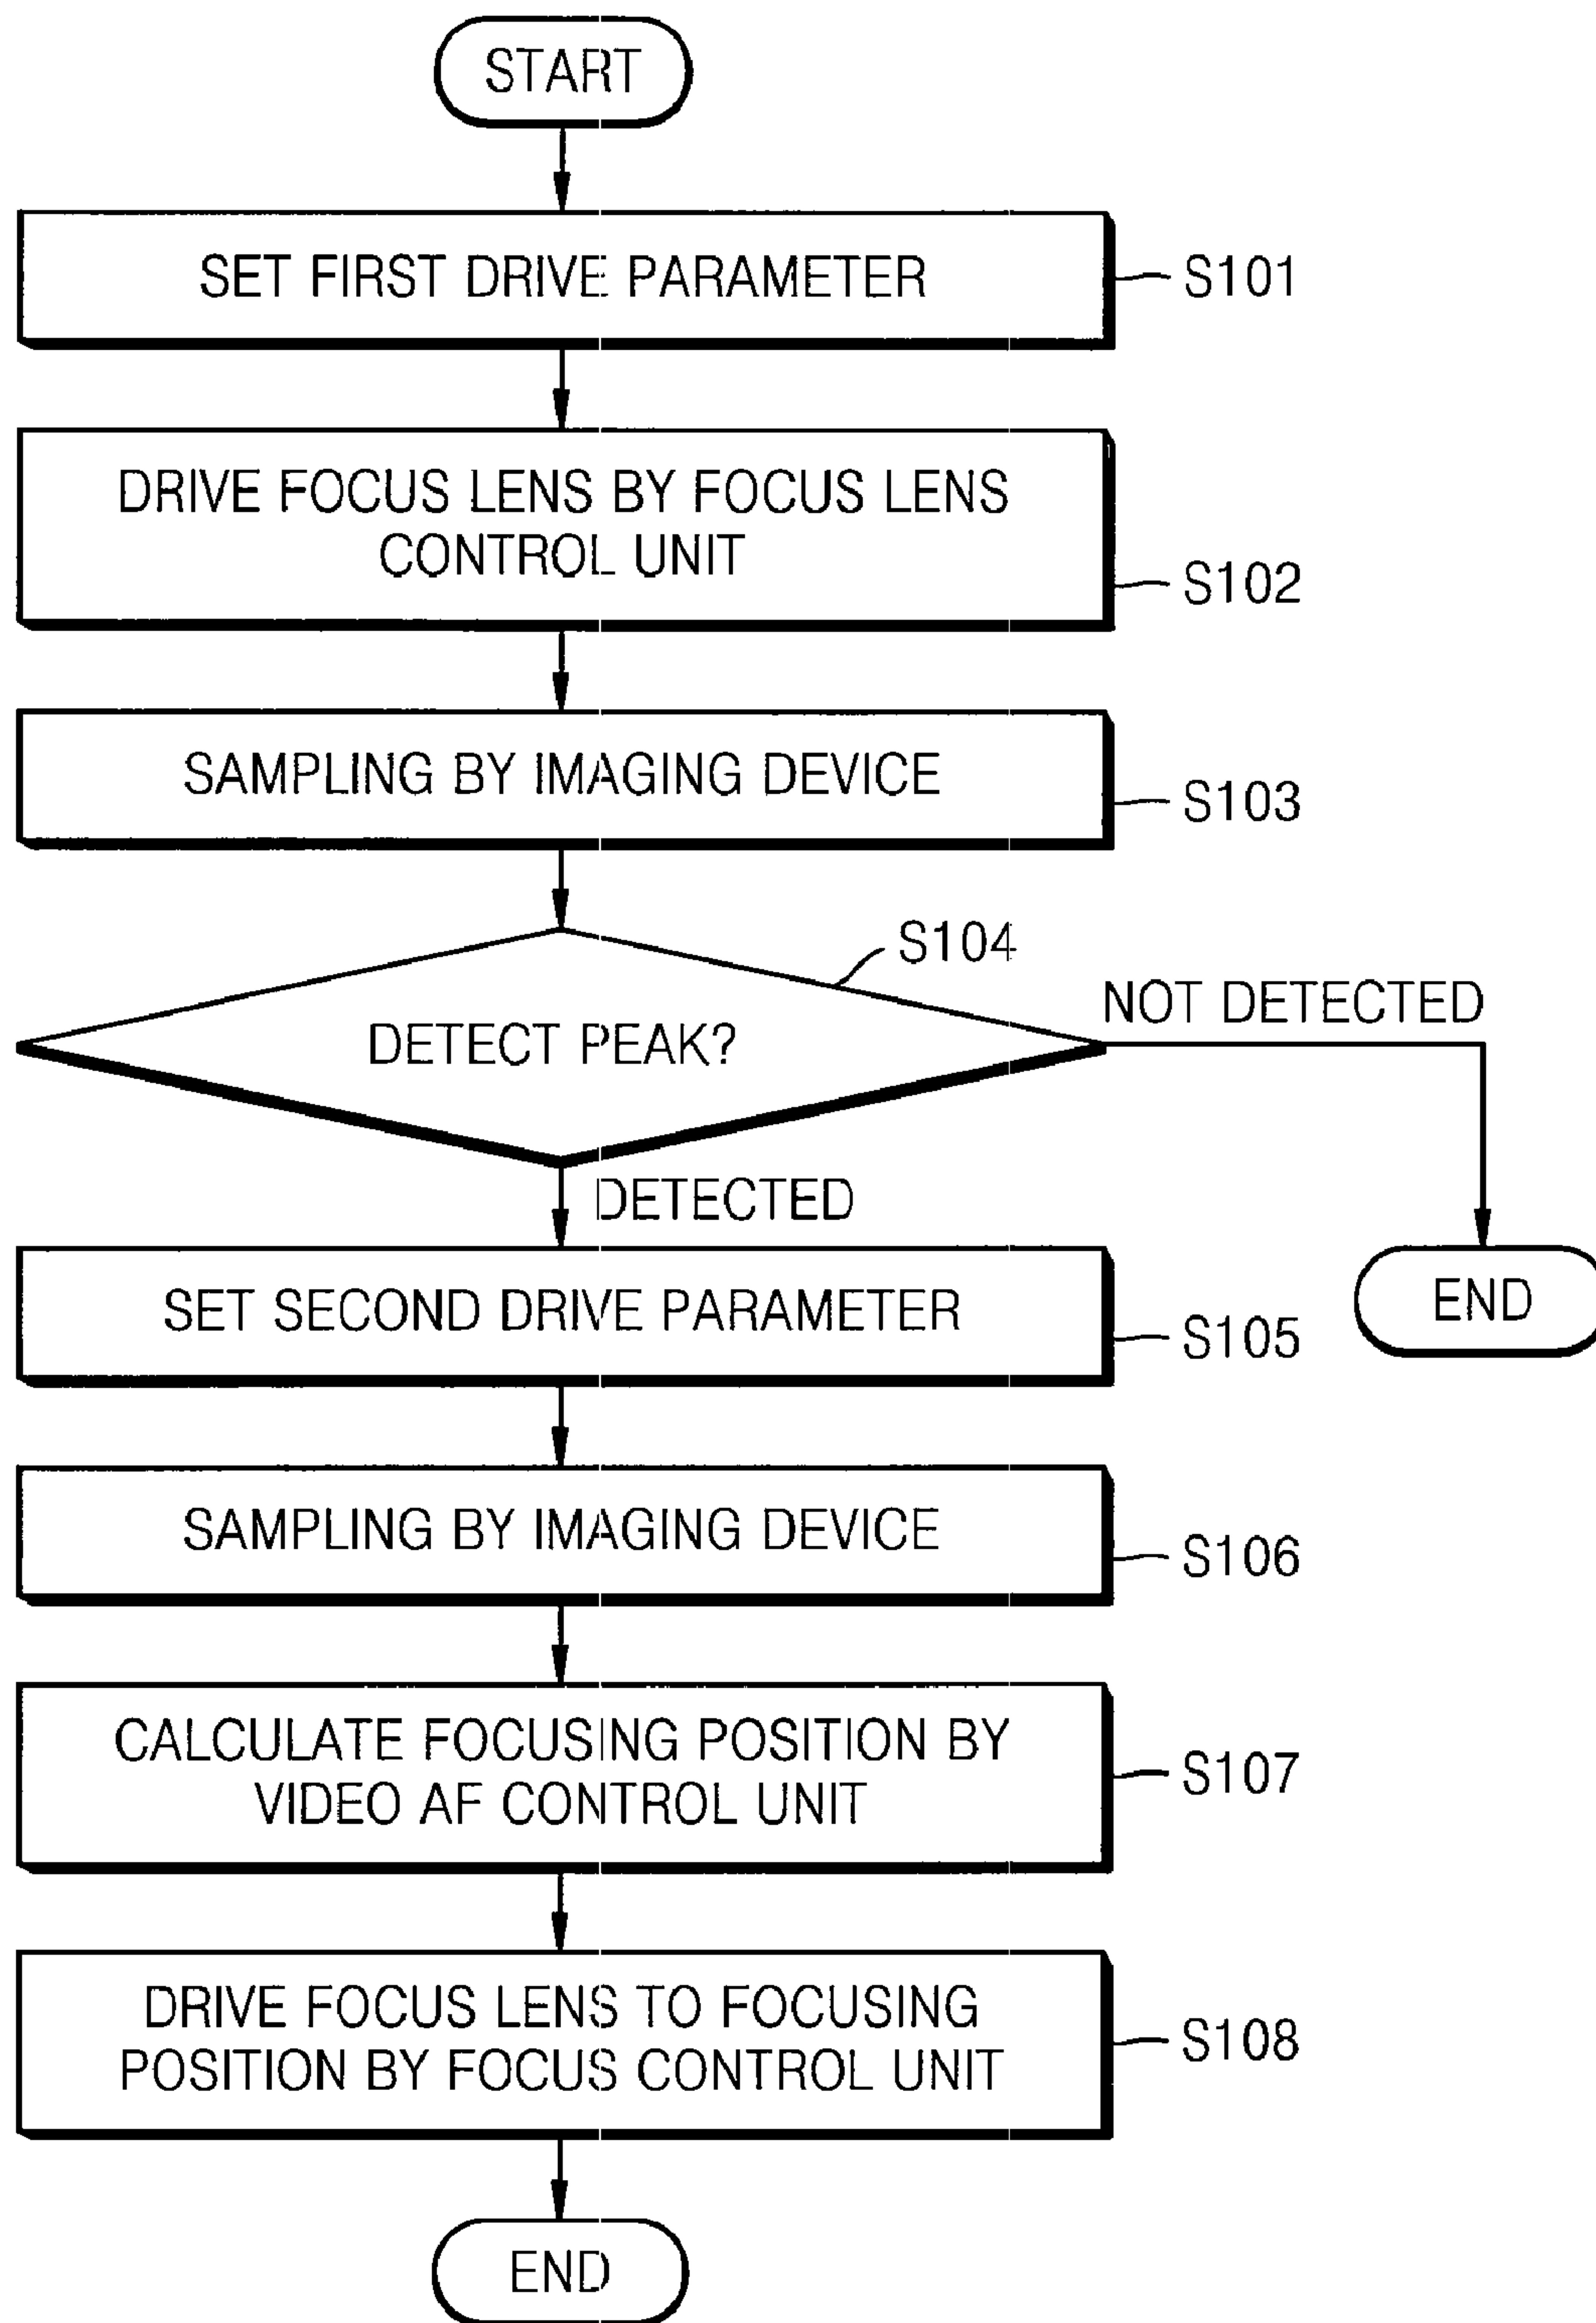 START
SET FIRST DRIVE PARAMETER
S101
DRIVE FOCUS LENS BY FOCUS LENS
CONTROL UNIT
S102
SAMPLING BY IMAGING DEVICE
S103
S104
DETECT PEAK?
NOT DETECTED
DETECTED
SET SECOND DRIVE PARAMETER
S105
END
SAMPLING BY IMAGING DEVICE
S106
CALCULATE FOCUSING POSITION BY
VIDEO AF CONTROL UNIT
S107
DRIVE FOCUS LENS TO FOCUSING
POSITION BY FOCUS CONTROL UNIT
S108
END